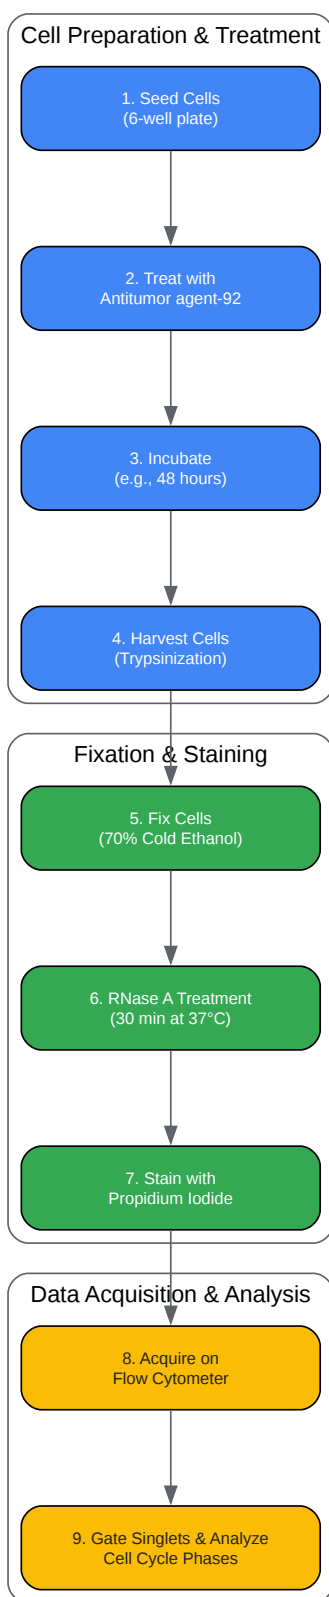 Cell Preparation & Treatment
1. Seed Cells
(6-well plate)
2. Treat with
Antitumor agent-92
3. Incubate
(e.g., 48 hours)
4. Harvest Cells
(Trypsinization)
Fixation & Staining
5. Fix Cells
(70% Cold Ethanol)
6. RNase A Treatment
(30 min at 37°C)
7. Stain with
Propidium Iodide
Data Acquisition & Analysis
8. Acquire on
Flow Cytometer
9. Gate Singlets & Analyze
Cell Cycle Phases